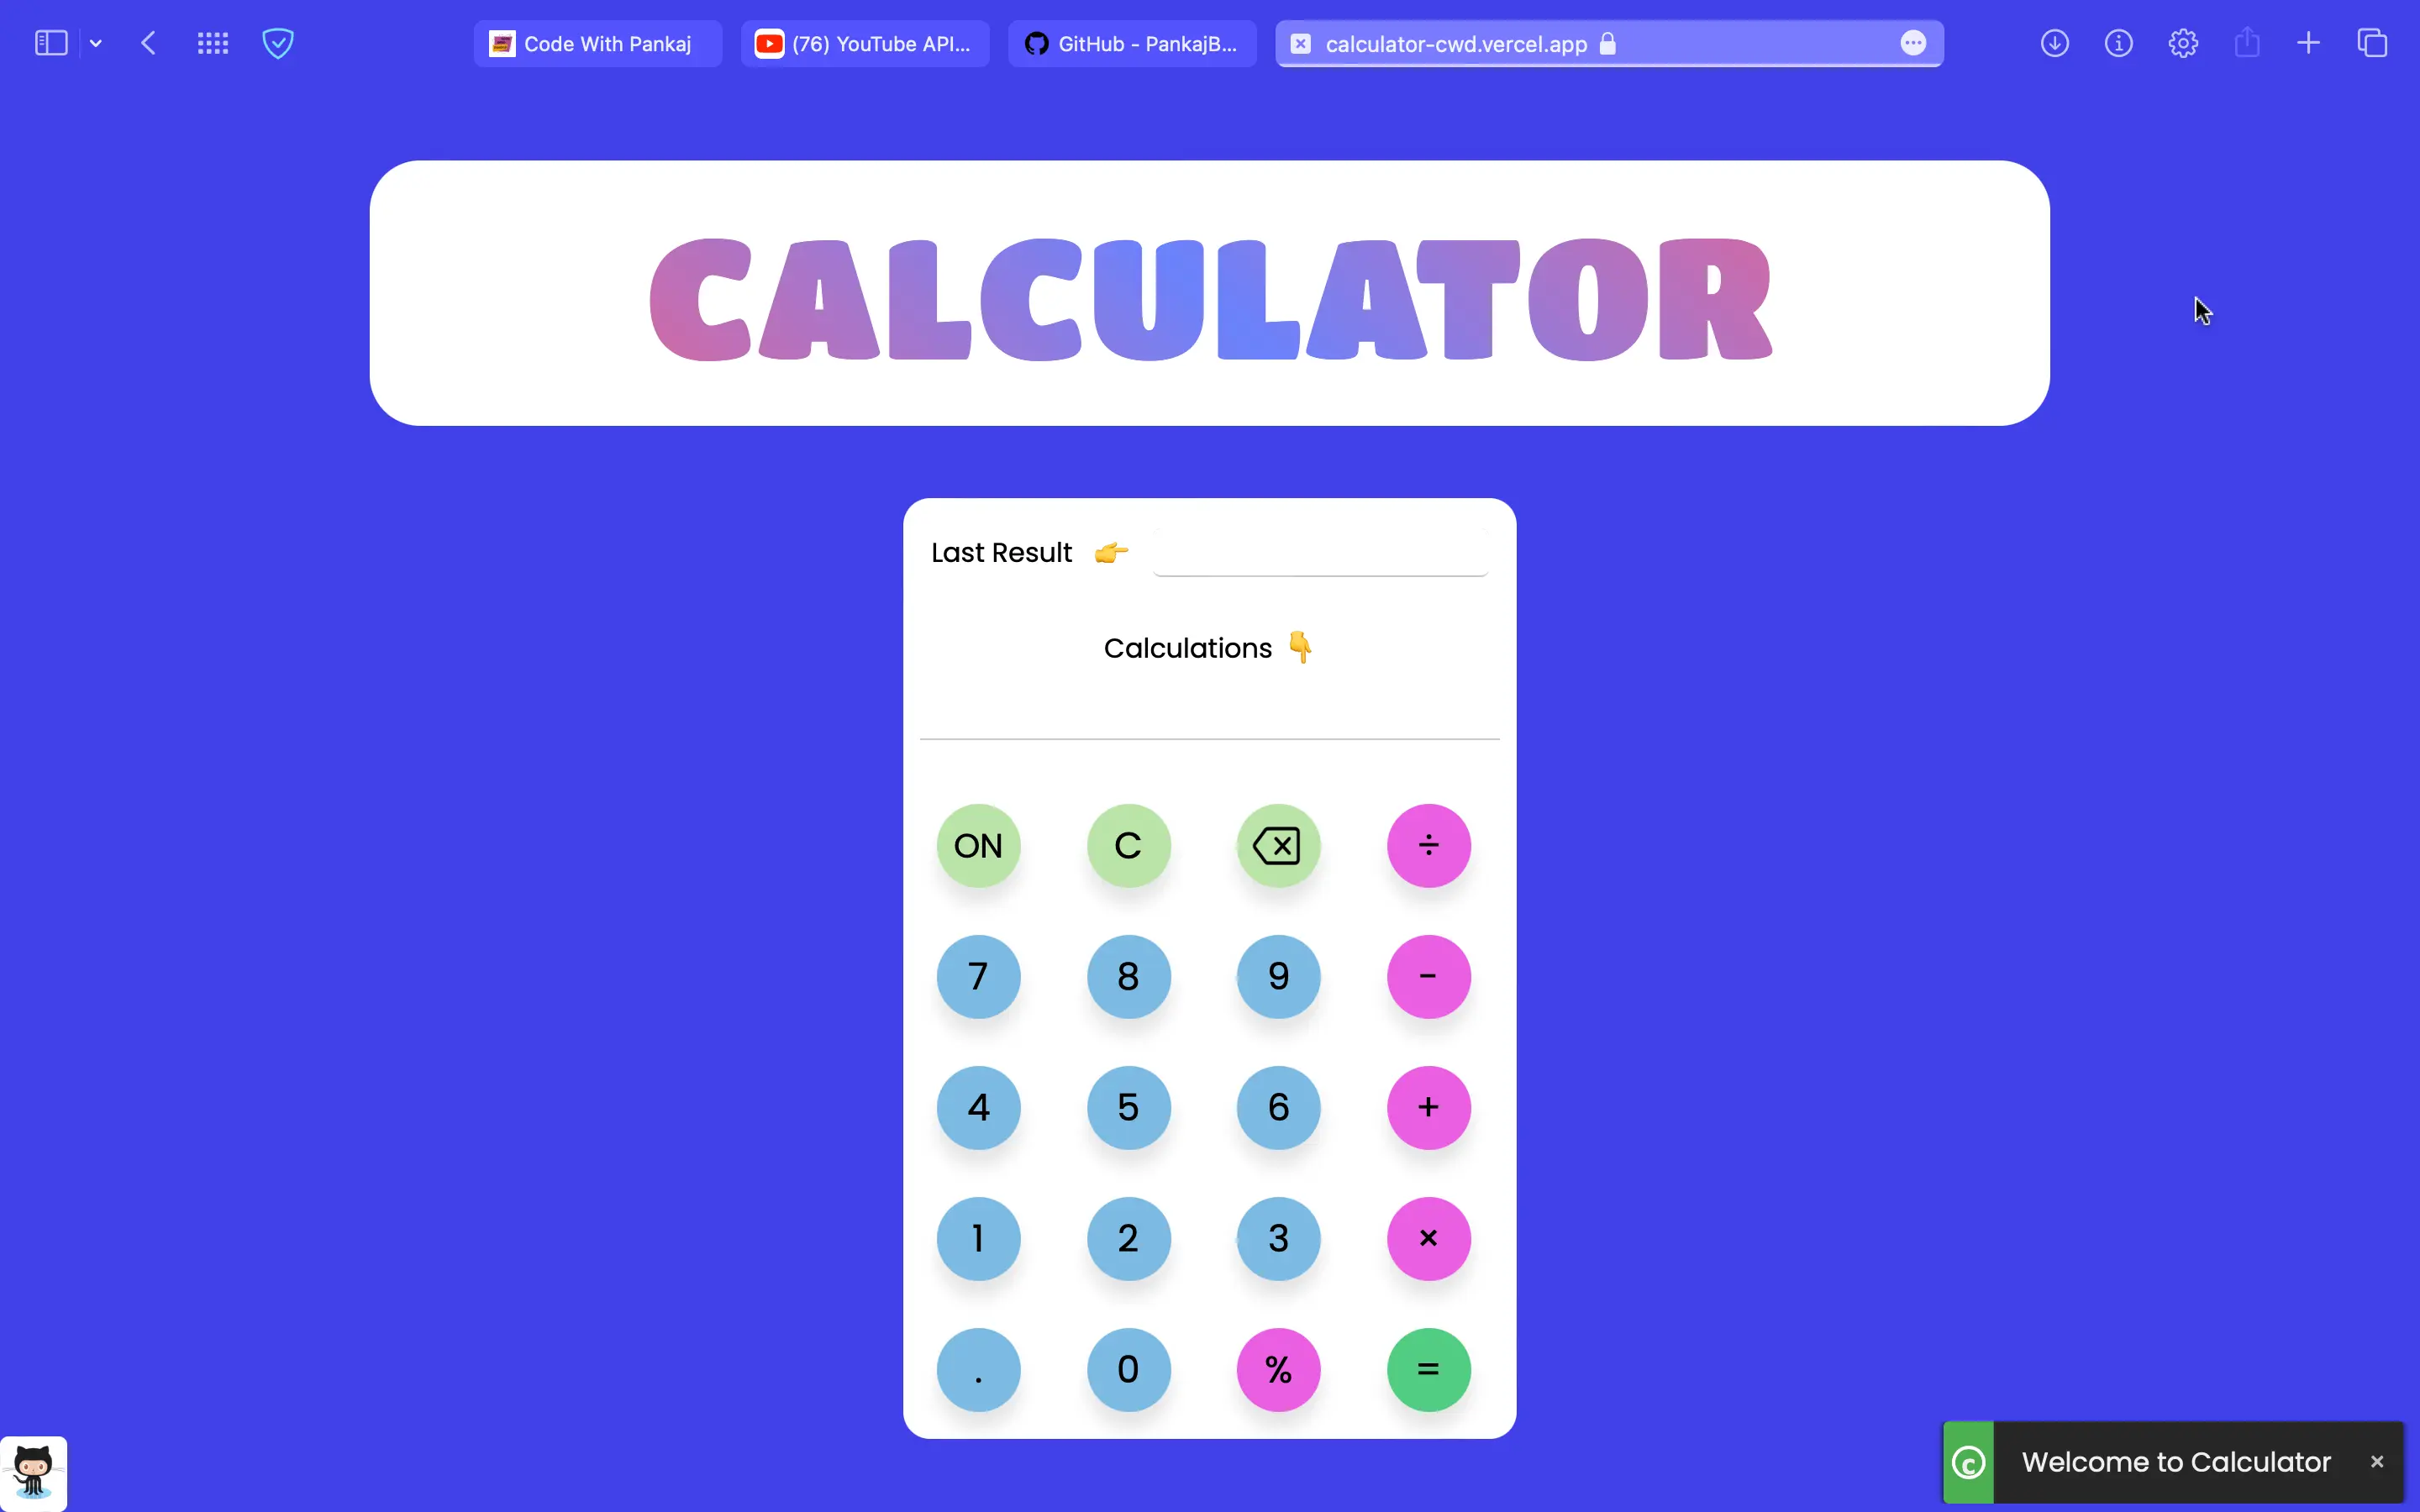 Code With Pankaj
(76) YouTube API...
GitHub - PankajB...
calculator-cwd.vercel.app
CALCULATOR
Last Result 👉
Calculations 👇
ON C ÷
7 8 9 -
4 5 6 +
1 2 3 ×
. 0 % =
Welcome to Calculator ×